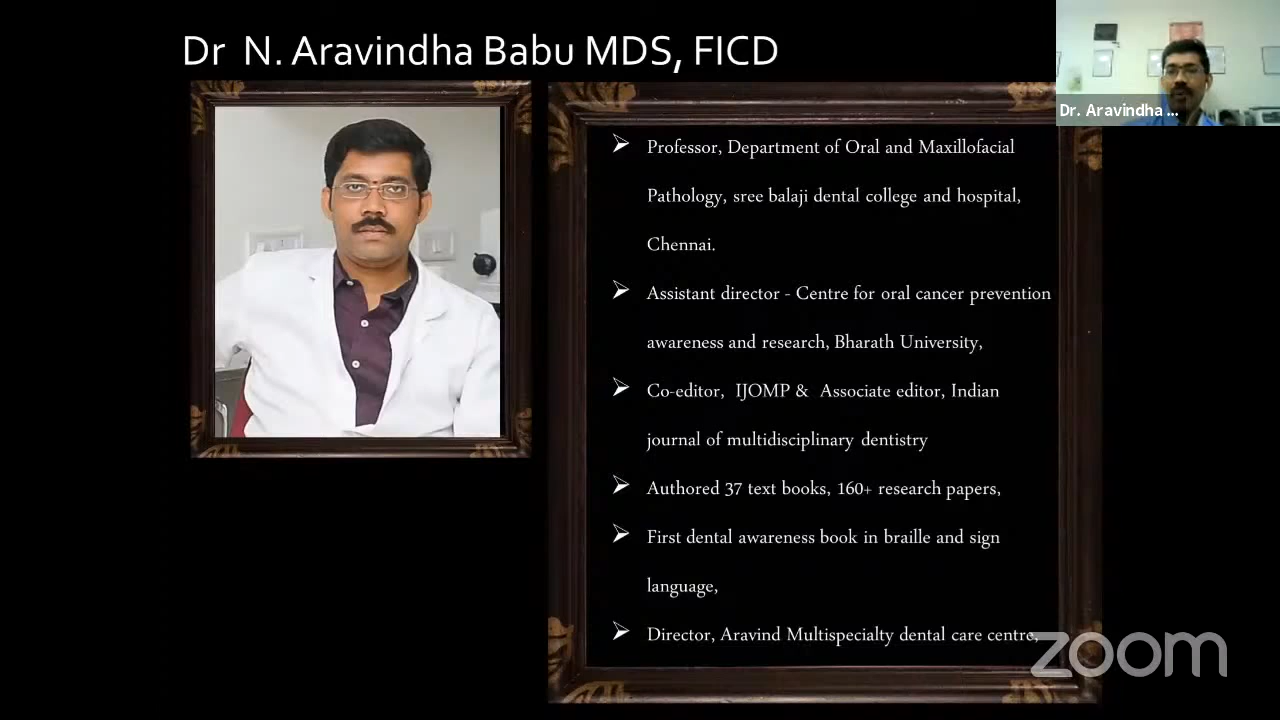 Dr N. Aravindha Babu MDS, FICD
Dr. Aravindha ...
➢ Professor, Department of Oral and Maxillofacial
Pathology, sree balaji dental college and hospital,
Chennai.
➢ Assistant director - Centre for oral cancer prevention
awareness and research, Bharath University,
➢ Co-editor, IJOMP & Associate editor, Indian
journal of multidisciplinary dentistry
➢ Authored 37 text books, 160+ research papers,
➢ First dental awareness book in braille and sign
language,
➢ Director, Aravind Multispecialty dental care centre,
zoom